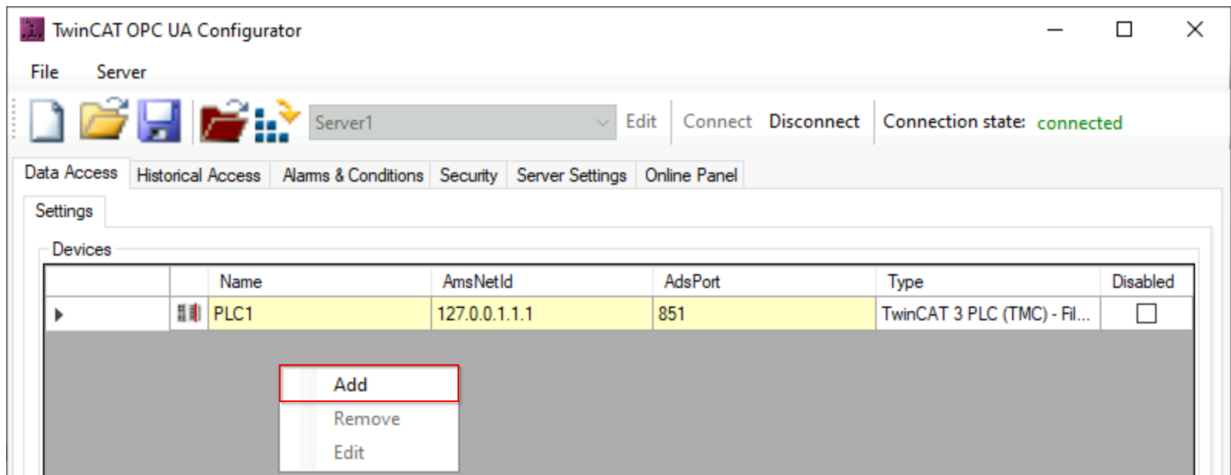 TwinCAT OPC UA Configurator
File Server
Server1 Edit Connect Disconnect Connection state: connected
Data Access Historical Access Alarms & Conditions Security Server Settings Online Panel
Settings
Devices
Name AmsNetId AdsPort Type Disabled
PLC1 127.0.0.1.1.1 851 TwinCAT 3 PLC (TMC) - Fil...
Add
Remove
Edit